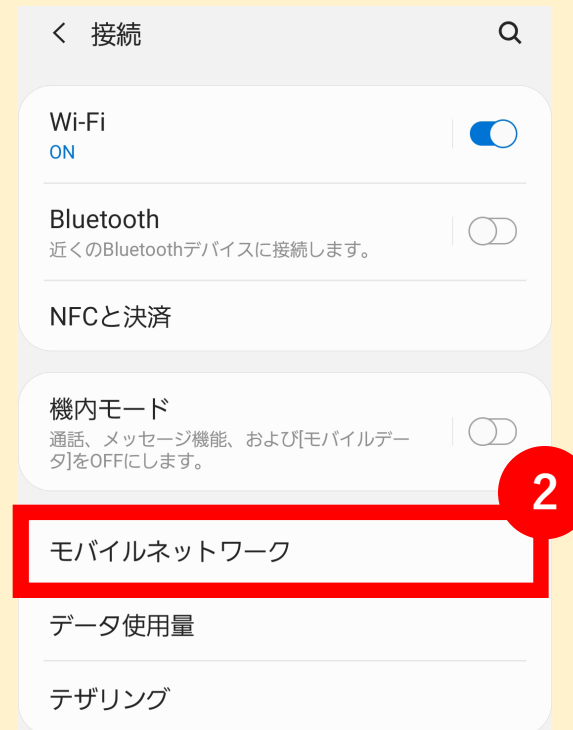 接続
Wi-Fi
ON
Bluetooth
近くのBluetoothデバイスに接続します。
NFCと決済
機内モード
通話、メッセージ機能、および[モバイルデー
タ]をOFFにします。
2
モバイルネットワーク
データ使用量
テザリング